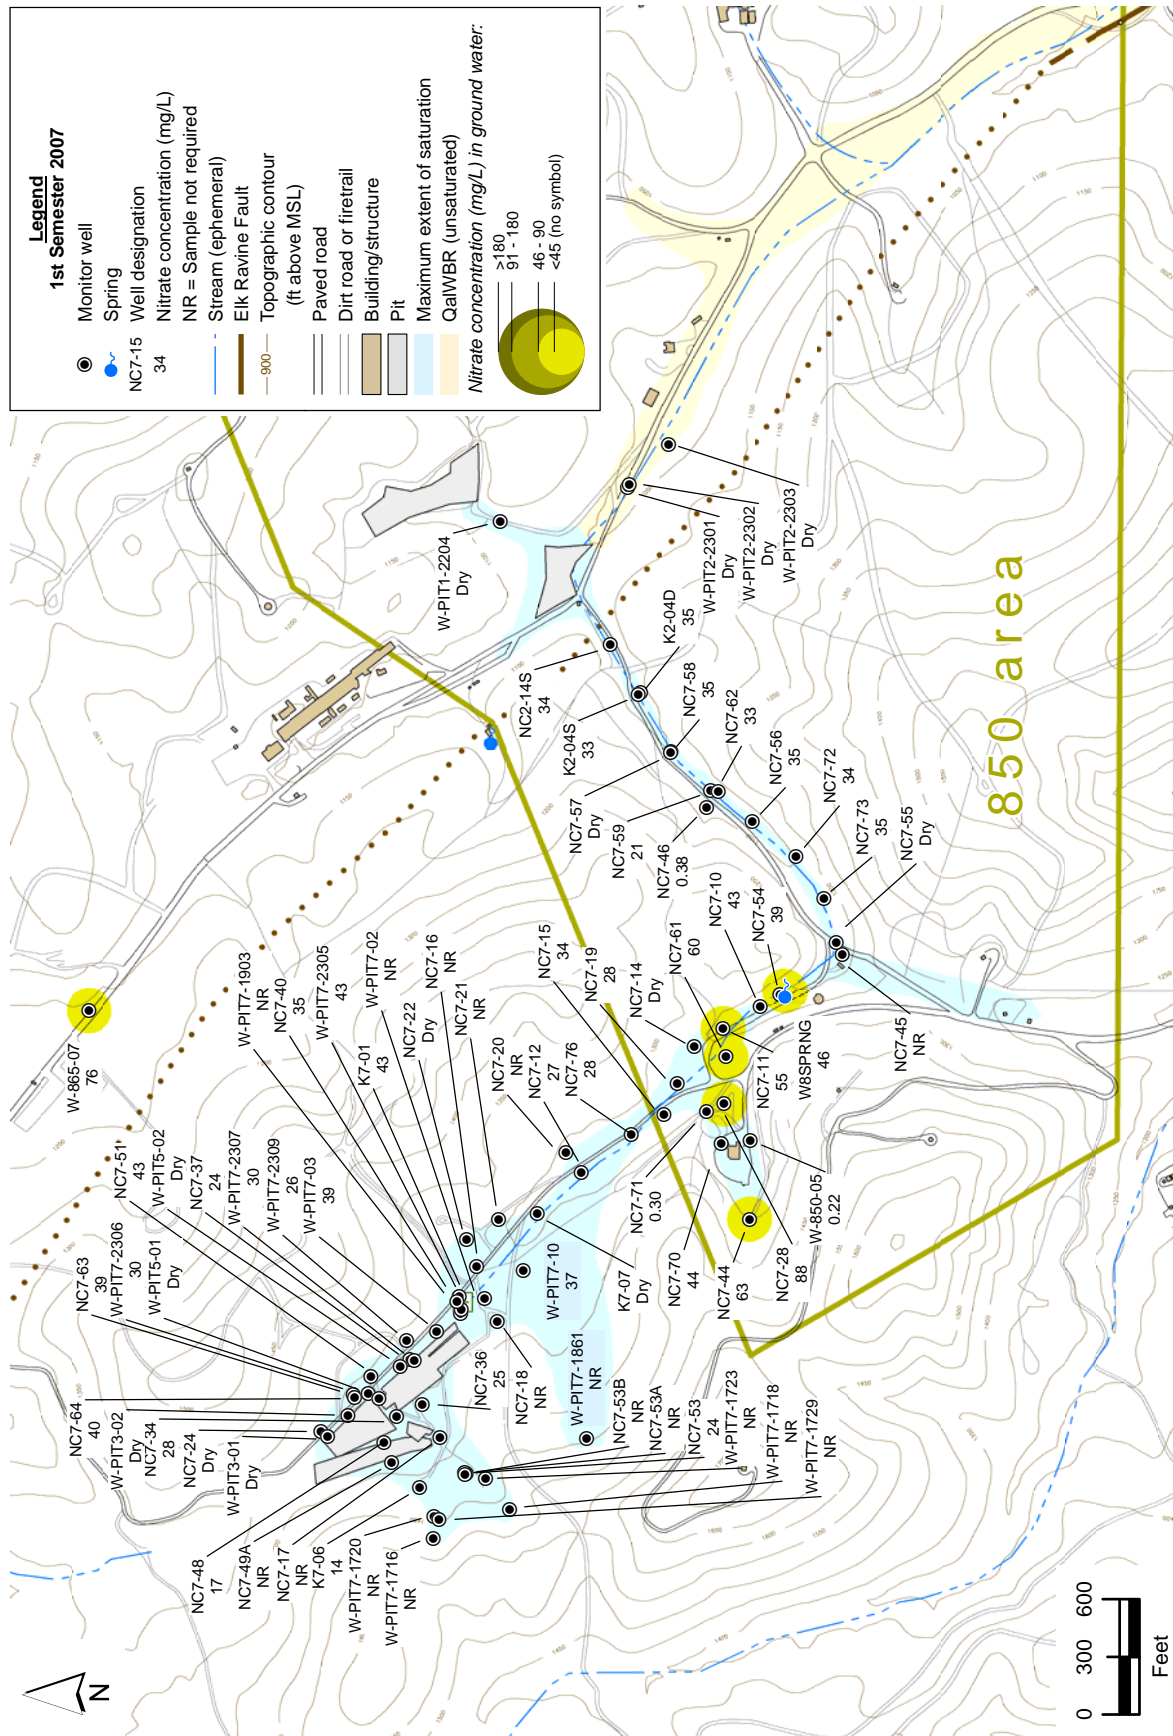 Legend
1st Semester 2007
Monitor well
Spring
NC7-15
Well designation
34
Nitrate concentration (mg/L)
NR = Sample not required
Stream (ephemeral)
Elk Ravine Fault
900
Topographic contour
(ft above MSL)
Paved road
Dirt road or firetrail
Building/structure
Pit
Maximum extent of saturation
Qal/WBR (unsaturated)
Nitrate concentration (mg/L) in ground water:
>180
91 - 180
46 - 90
<45 (no symbol)
W-865-07
76
W-PIT1-2204
Dry
NC7-51
43
W-PIT5-02
Dry
NC7-37
24
W-PIT7-2307
30
W-PIT7-2309
26
W-PIT7-03
39
NC7-63
39
W-PIT7-2306
30
W-PIT5-01
Dry
NC7-64
40
W-PIT3-02
Dry
NC7-34
28
NC7-24
Dry
W-PIT3-01
Dry
NC7-48
17
NC7-49A
NR
NC7-17
NR
K7-06
14
W-PIT7-1720
NR
W-PIT7-1716
NR
W-PIT7-1903
NR
NC7-40
35
W-PIT7-2305
43
K7-01
43
W-PIT7-02
NR
NC7-22
Dry
NC7-16
NR
NC7-21
NR
NC7-20
NR
NC7-12
27
NC7-76
28
NC7-15
34
NC7-19
28
NC7-14
Dry
NC7-61
60
NC7-10
43
NC7-54
39
NC7-36
25
NC7-18
NR
W-PIT7-10
37
W-PIT7-1861
NR
K7-07
Dry
NC7-53B
NR
NC7-53A
NR
NC7-53
24
W-PIT7-1723
NR
W-PIT7-1718
NR
W-PIT7-1729
NR
NC7-71
0.30
NC7-70
44
NC7-44
63
NC7-28
88
W-850-05
0.22
NC7-11
55
W8SPRNG
46
NC7-45
NR
NC2-14S
34
K2-04S
33
K2-04D
35
NC7-58
35
NC7-62
33
NC7-57
Dry
NC7-59
21
NC7-46
0.38
NC7-56
35
NC7-72
34
NC7-73
35
NC7-55
Dry
W-PIT2-2301
Dry
W-PIT2-2302
Dry
W-PIT2-2303
Dry
850 area
N
0 300 600
Feet